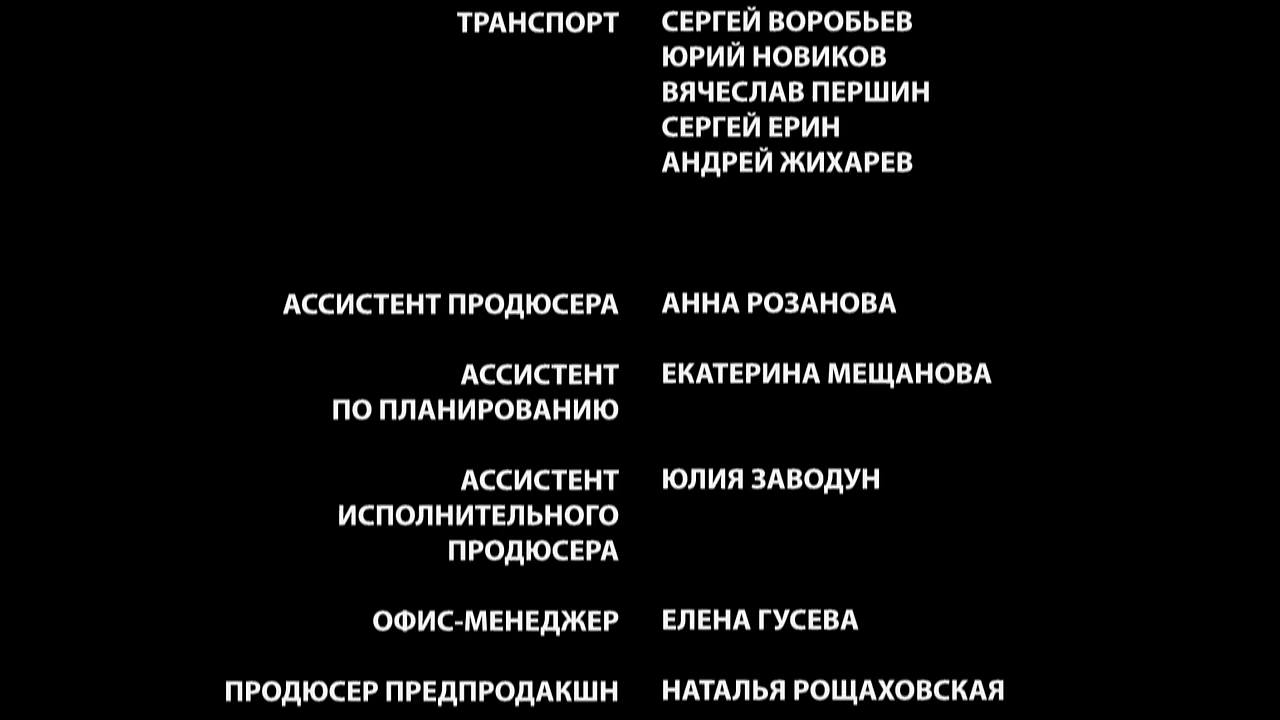 ТРАНСПОРТ СЕРГЕЙ ВОРОБЬЕВ
ЮРИЙ НОВИКОВ
ВЯЧЕСЛАВ ПЕРШИН
СЕРГЕЙ ЕРИН
АНДРЕЙ ЖИХАРЕВ
АССИСТЕНТ ПРОДЮСЕРА АННА РОЗАНОВА
АССИСТЕНТ ЕКАТЕРИНА МЕЩАНОВА
ПО ПЛАНИРОВАНИЮ
АССИСТЕНТ ЮЛИЯ ЗАВОДУН
ИСПОЛНИТЕЛЬНОГО
ПРОДЮСЕРА
ОФИС-МЕНЕДЖЕР ЕЛЕНА ГУСЕВА
ПРОДЮСЕР ПРЕДПРОДАКШН НАТАЛЬЯ РОЩАХОВСКАЯ